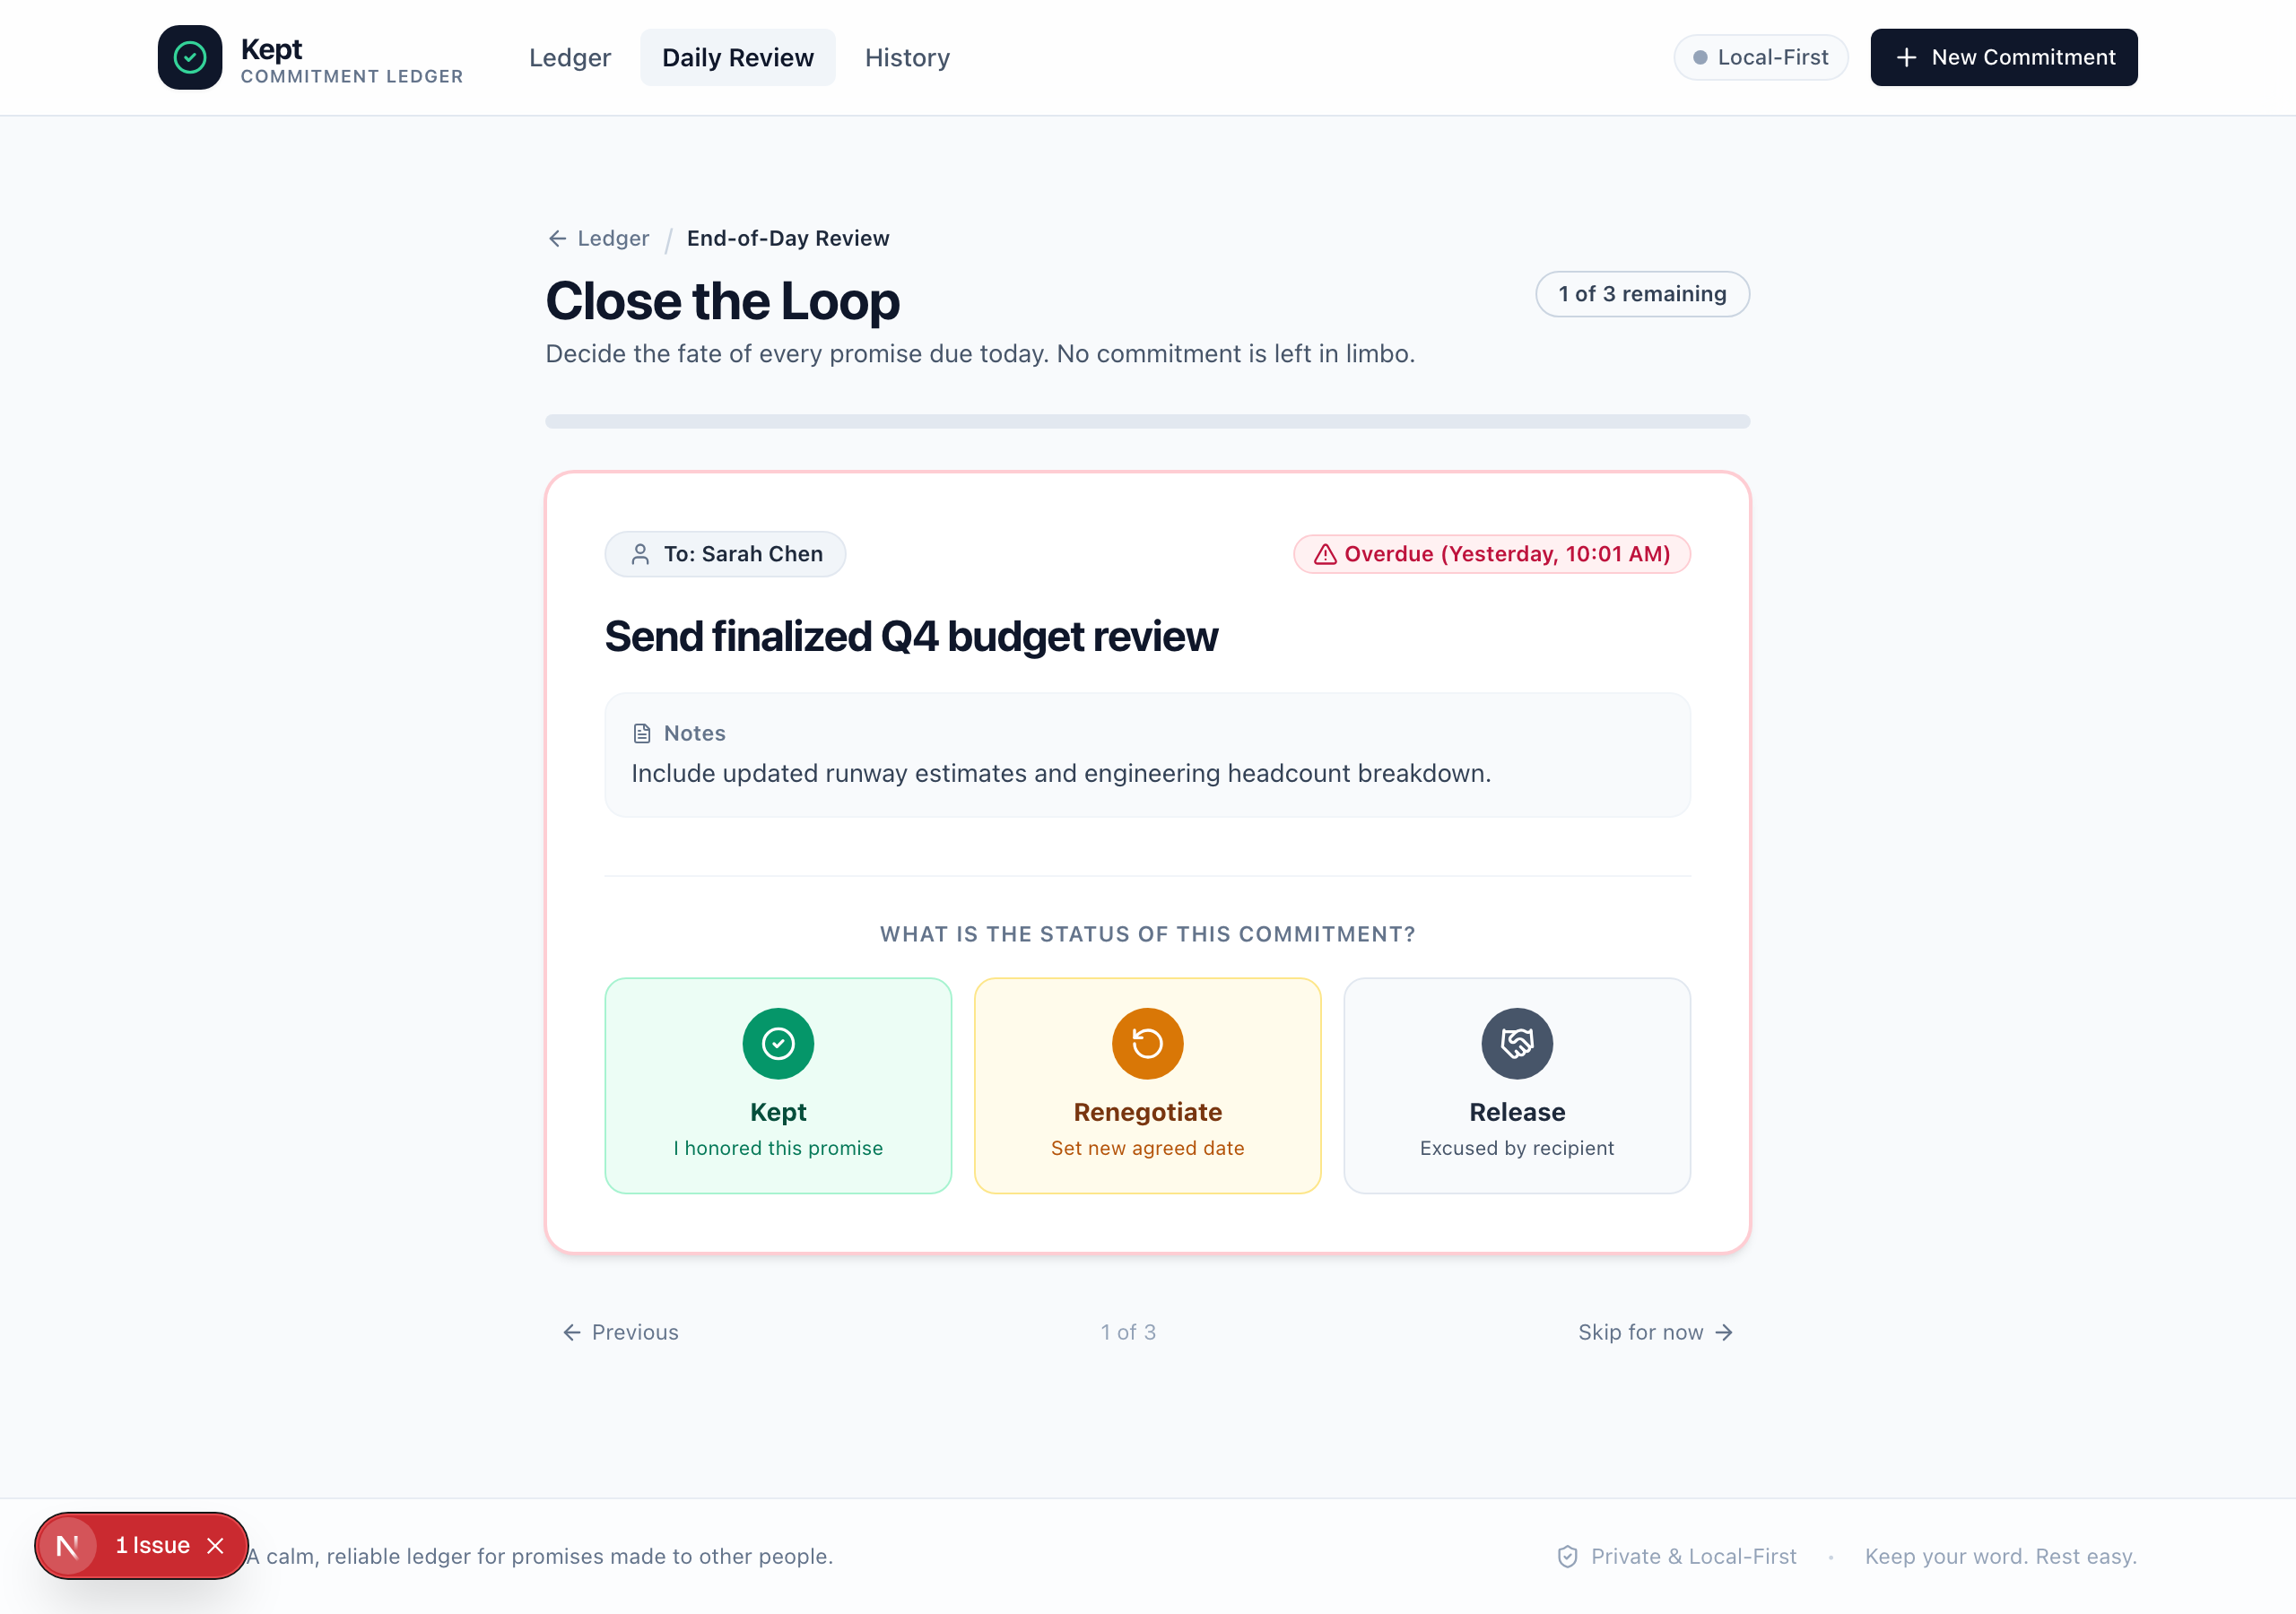 Kept
COMMITMENT LEDGER
Ledger
Daily Review
History
Local-First
New Commitment
Ledger / End-of-Day Review
Close the Loop
1 of 3 remaining
Decide the fate of every promise due today. No commitment is left in limbo.
To: Sarah Chen
Overdue (Yesterday, 10:01 AM)
Send finalized Q4 budget review
Notes
Include updated runway estimates and engineering headcount breakdown.
WHAT IS THE STATUS OF THIS COMMITMENT?
Kept
I honored this promise
Renegotiate
Set new agreed date
Release
Excused by recipient
Previous
1 of 3
Skip for now
N
1 Issue
A calm, reliable ledger for promises made to other people.
Private & Local-First
•
Keep your word. Rest easy.